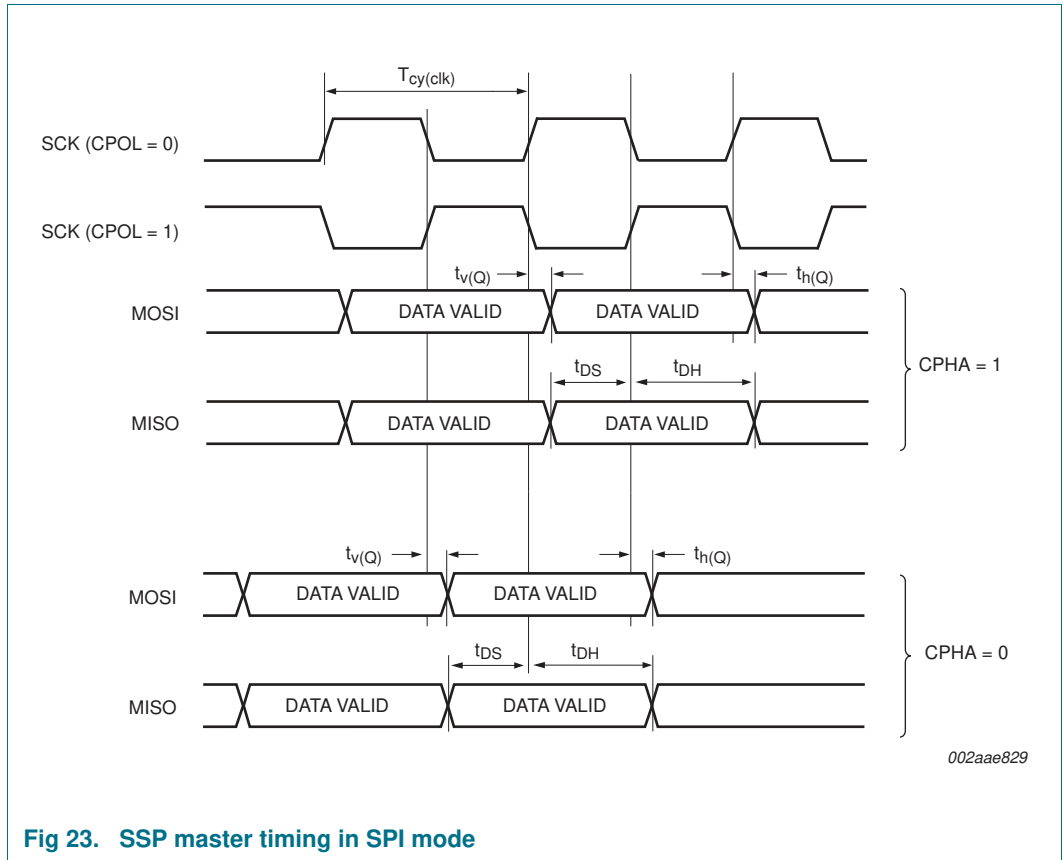 Tcy(clk)
SCK (CPOL = 0)
SCK (CPOL = 1)
tv(Q)
th(Q)
MOSI
DATA VALID
DATA VALID
tDS
tDH
CPHA = 1
MISO
DATA VALID
DATA VALID
tv(Q)
th(Q)
MOSI
DATA VALID
DATA VALID
tDS
tDH
CPHA = 0
MISO
DATA VALID
DATA VALID
002aae829
Fig 23. SSP master timing in SPI mode